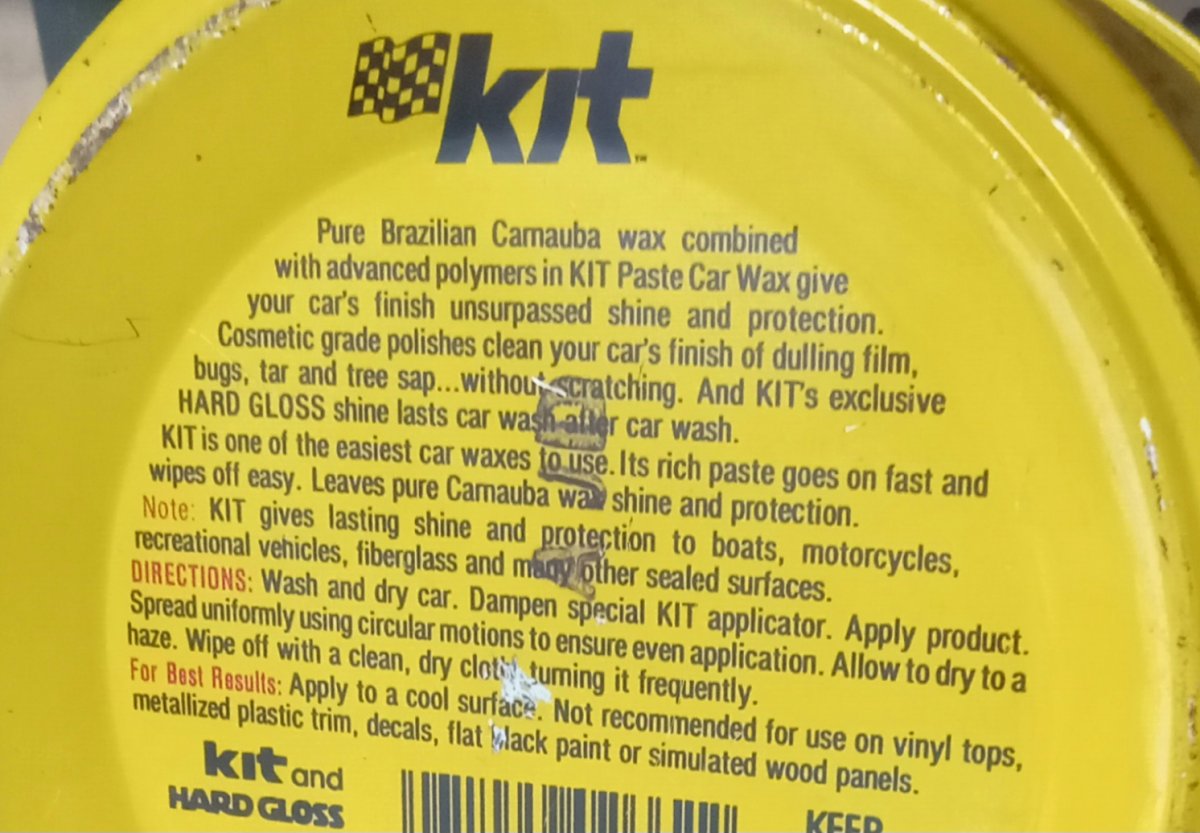 kit™
Pure Brazilian Carnauba wax combined
with advanced polymers in KIT Paste Car Wax give
your car's finish unsurpassed shine and protection.
Cosmetic grade polishes clean your car's finish of dulling film,
bugs, tar and tree sap...without scratching. And KIT's exclusive
HARD GLOSS shine lasts car wash after car wash.
KIT is one of the easiest car waxes to use. Its rich paste goes on fast and
wipes off easy. Leaves pure Carnauba wax shine and protection.
Note: KIT gives lasting shine and protection to boats, motorcycles,
recreational vehicles, fiberglass and many other sealed surfaces.
DIRECTIONS: Wash and dry car. Dampen special KIT applicator. Apply product.
Spread uniformly using circular motions to ensure even application. Allow to dry to a
haze. Wipe off with a clean, dry cloth, turning it frequently.
For Best Results: Apply to a cool surface. Not recommended for use on vinyl tops,
metallized plastic trim, decals, flat black paint or simulated wood panels.
kit and
HARD GLOSS
KEEP